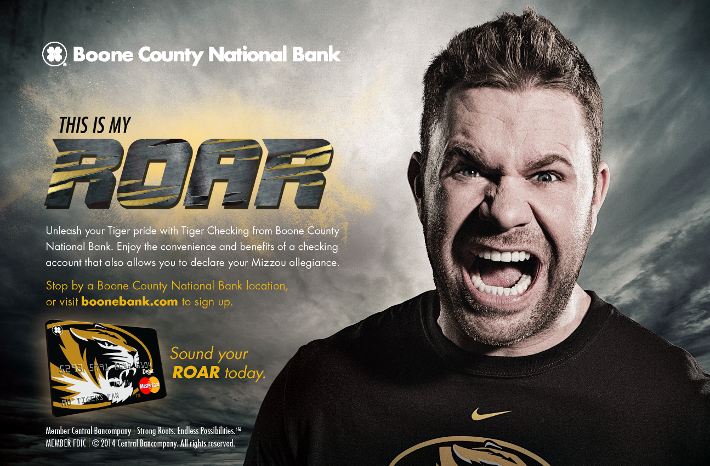 Boone County National Bank
THIS IS MY
ROAR
Unleash your Tiger pride with Tiger Checking from Boone County
National Bank. Enjoy the convenience and benefits of a checking
account that also allows you to declare your Mizzou allegiance.
Stop by a Boone County National Bank location,
or visit boonebank.com to sign up.
Sound your
ROAR today.
MasterCard
Member Central Bancompany | Strong Roots. Endless Possibilities.™
MEMBER FDIC | © 2014 Central Bancompany. All rights reserved.